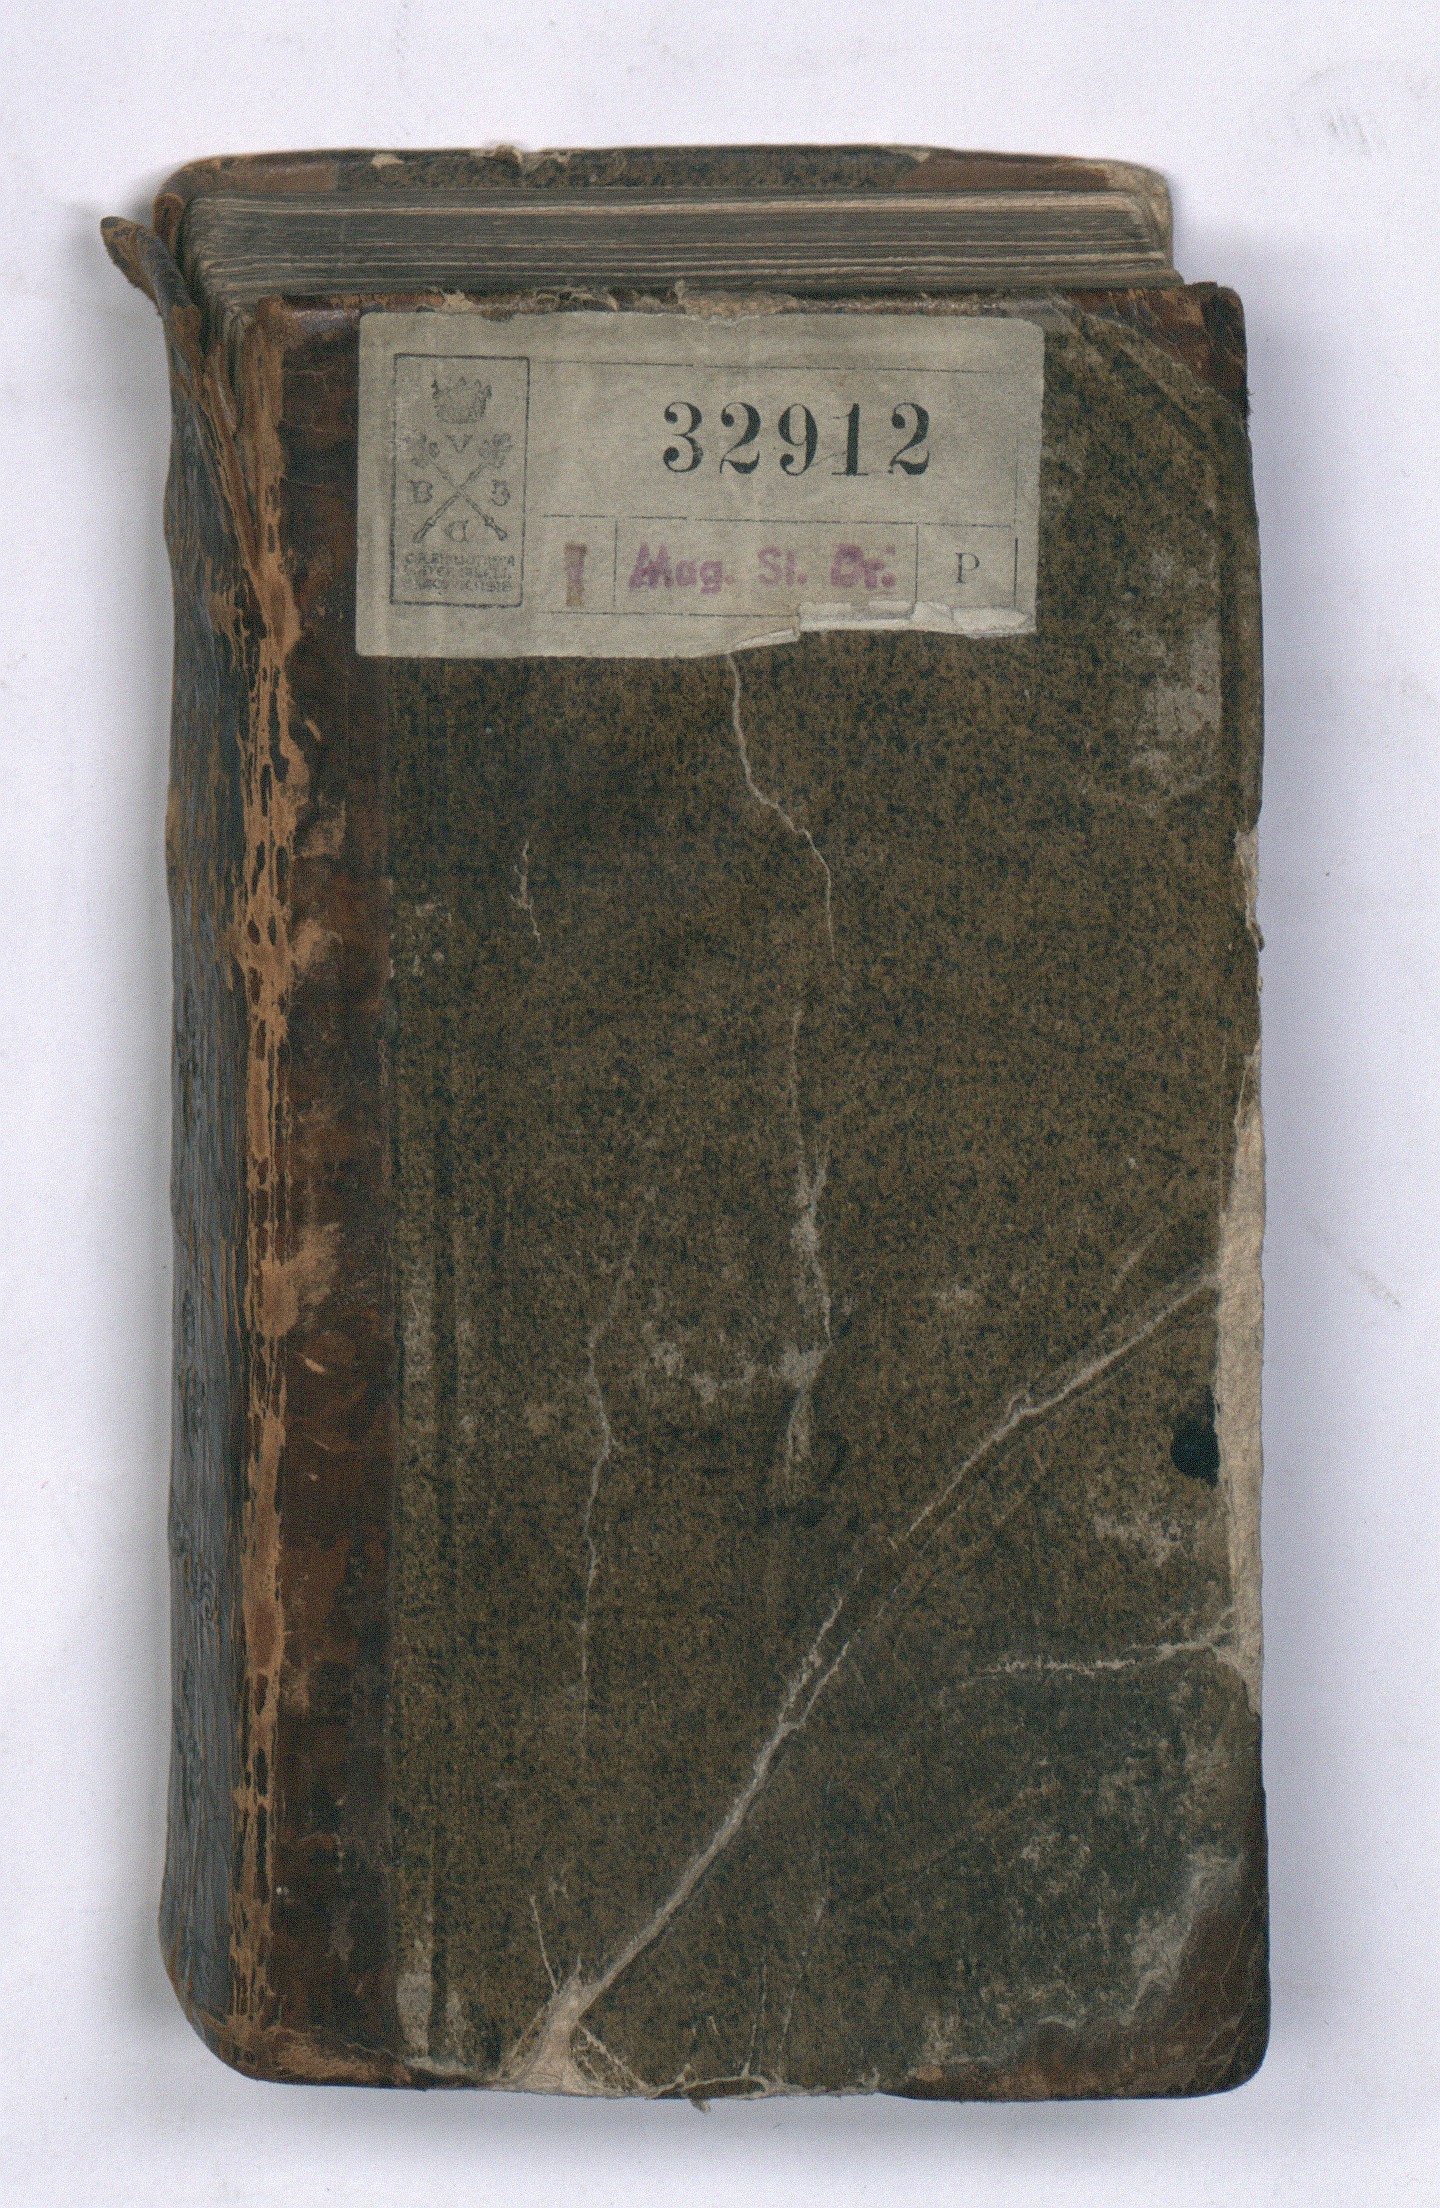 32912
V
B J
C
I Mag. St. Dr. P